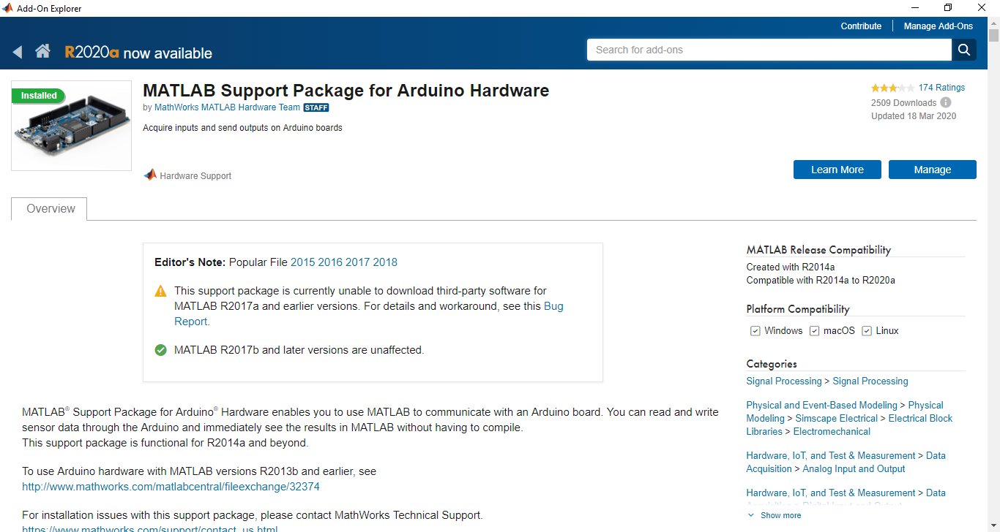 Add-On Explorer
Contribute
Manage Add-Ons
R2020a now available
Search for add-ons
Installed
MATLAB Support Package for Arduino Hardware
by MathWorks MATLAB Hardware Team STAFF
Acquire inputs and send outputs on Arduino boards
Hardware Support
174 Ratings
2509 Downloads
Updated 18 Mar 2020
Learn More
Manage
Overview
Editor's Note: Popular File 2015 2016 2017 2018
This support package is currently unable to download third-party software for
MATLAB R2017a and earlier versions. For details and workaround, see this Bug
Report.
MATLAB R2017b and later versions are unaffected.
MATLAB® Support Package for Arduino® Hardware enables you to use MATLAB to communicate with an Arduino board. You can read and write
sensor data through the Arduino and immediately see the results in MATLAB without having to compile.
This support package is functional for R2014a and beyond.
To use Arduino hardware with MATLAB versions R2013b and earlier, see
http://www.mathworks.com/matlabcentral/fileexchange/32374
For installation issues with this support package, please contact MathWorks Technical Support.
https://www.mathworks.com/support/contact_us.html
MATLAB Release Compatibility
Created with R2014a
Compatible with R2014a to R2020a
Platform Compatibility
Windows macOS Linux
Categories
Signal Processing > Signal Processing
Physical and Event-Based Modeling > Physical
Modeling > Simscape Electrical > Electrical Block
Libraries > Electromechanical
Hardware, IoT, and Test & Measurement > Data
Acquisition > Analog Input and Output
Hardware, IoT, and Test & Measurement > Data
Acquisition > Digital Input and Output
Show more